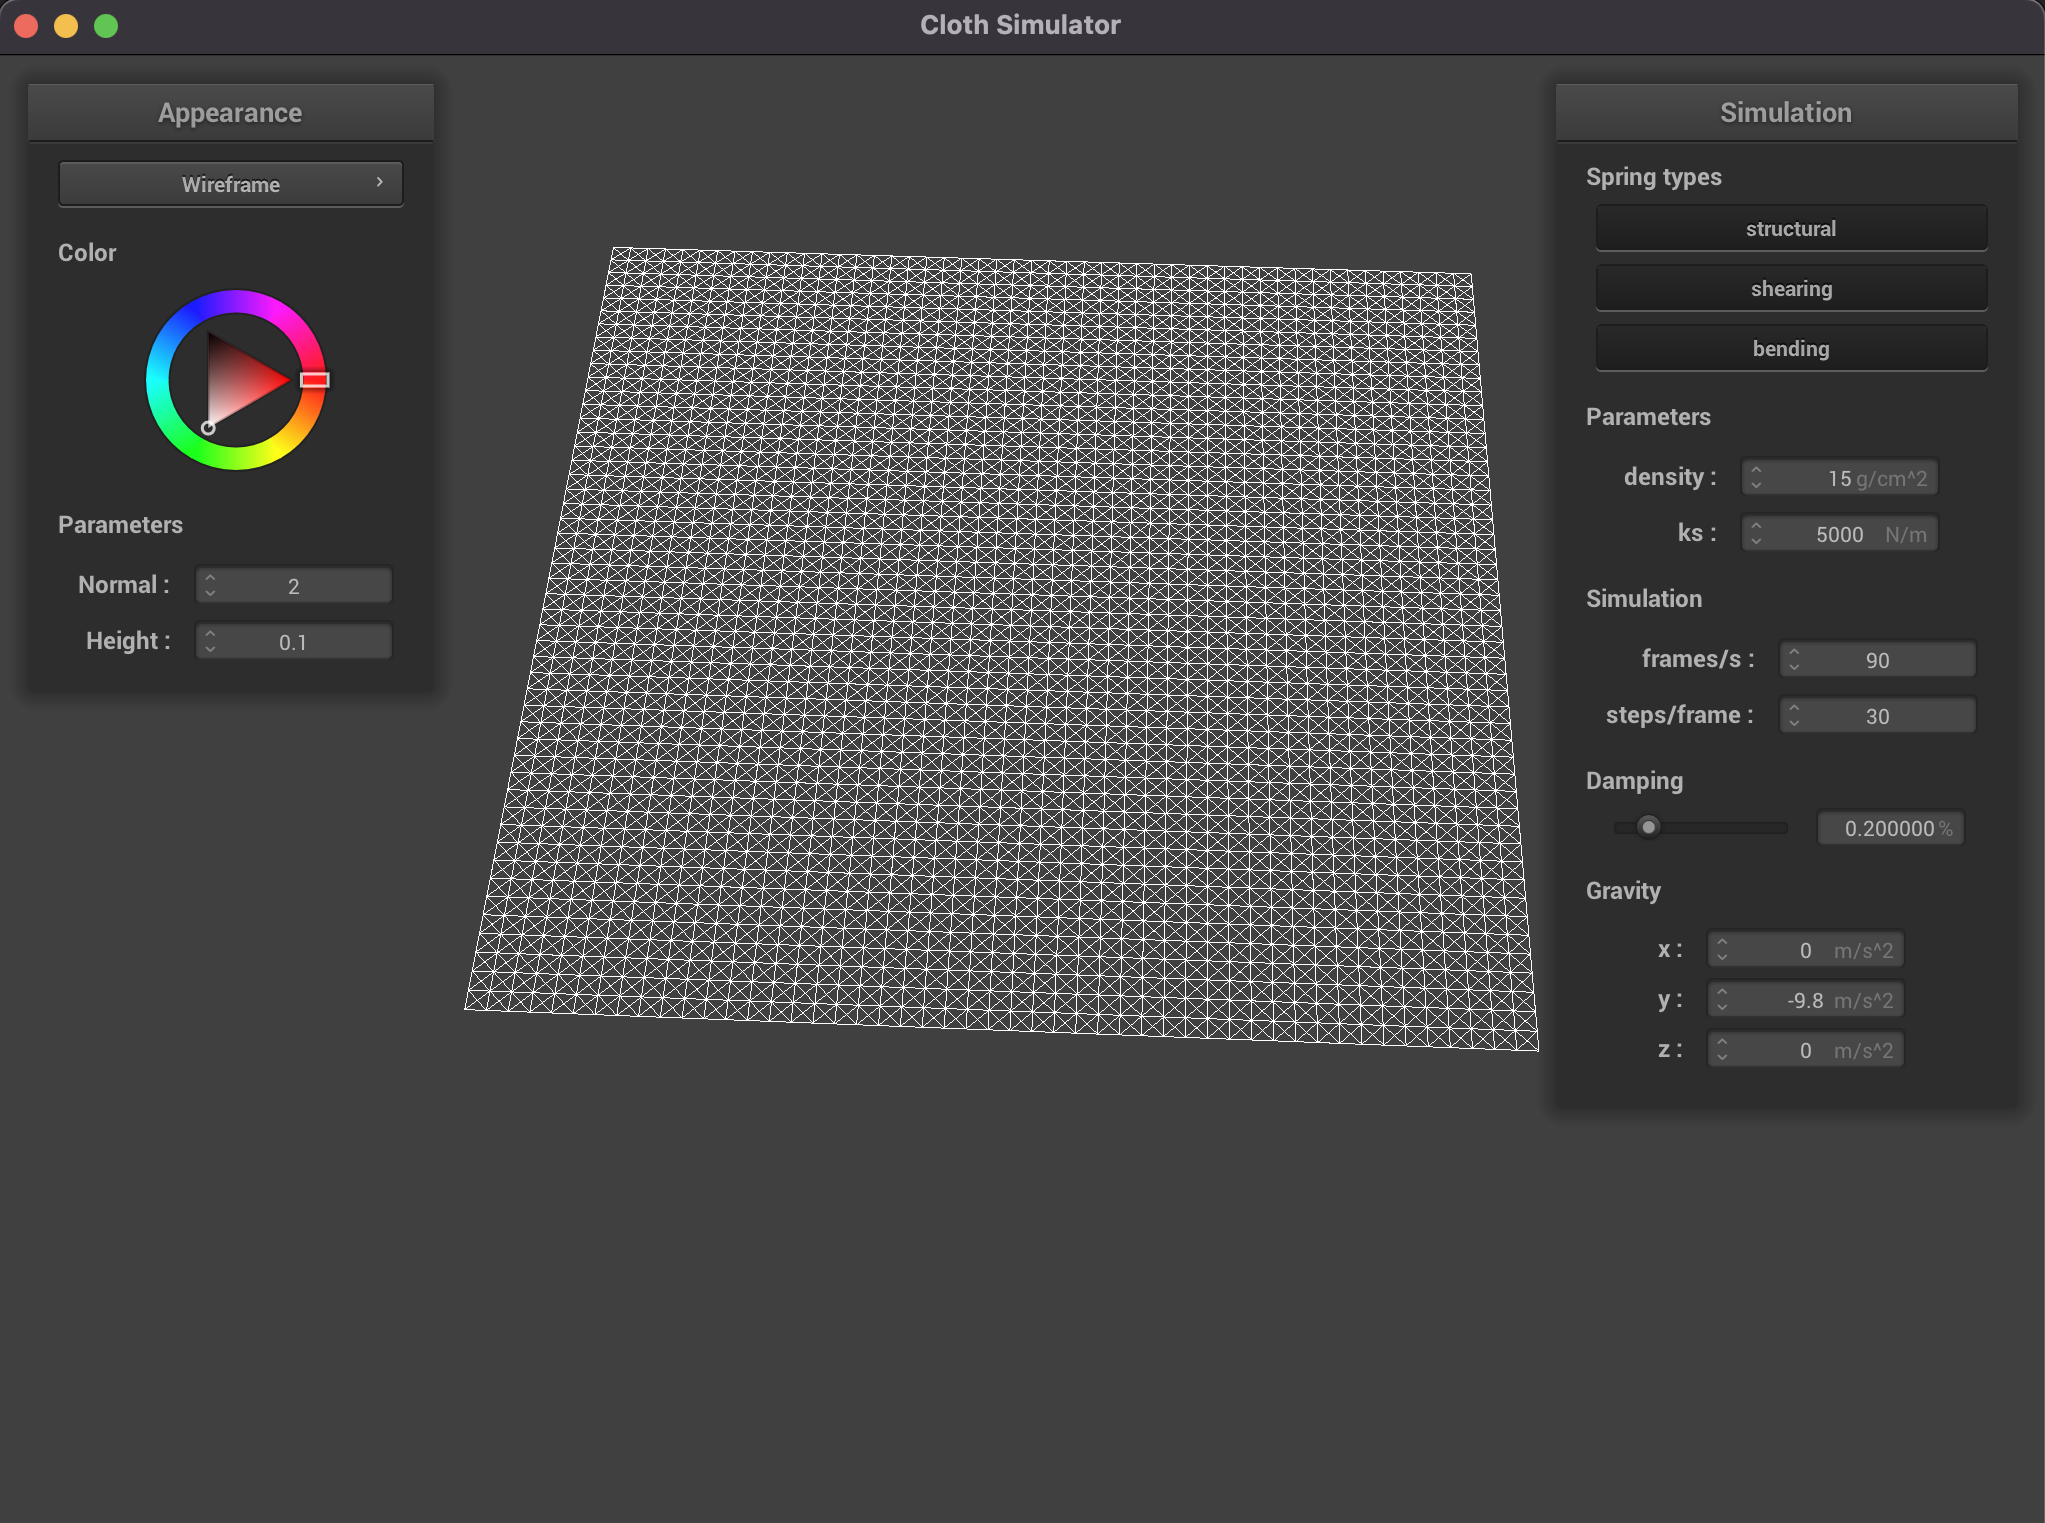 Cloth Simulator
Appearance
Wireframe
Color
Parameters
Normal : 2
Height : 0.1
Simulation
Spring types
structural
shearing
bending
Parameters
density : 15 g/cm^2
ks : 5000 N/m
Simulation
frames/s : 90
steps/frame : 30
Damping
0.200000 %
Gravity
x : 0 m/s^2
y : -9.8 m/s^2
z : 0 m/s^2